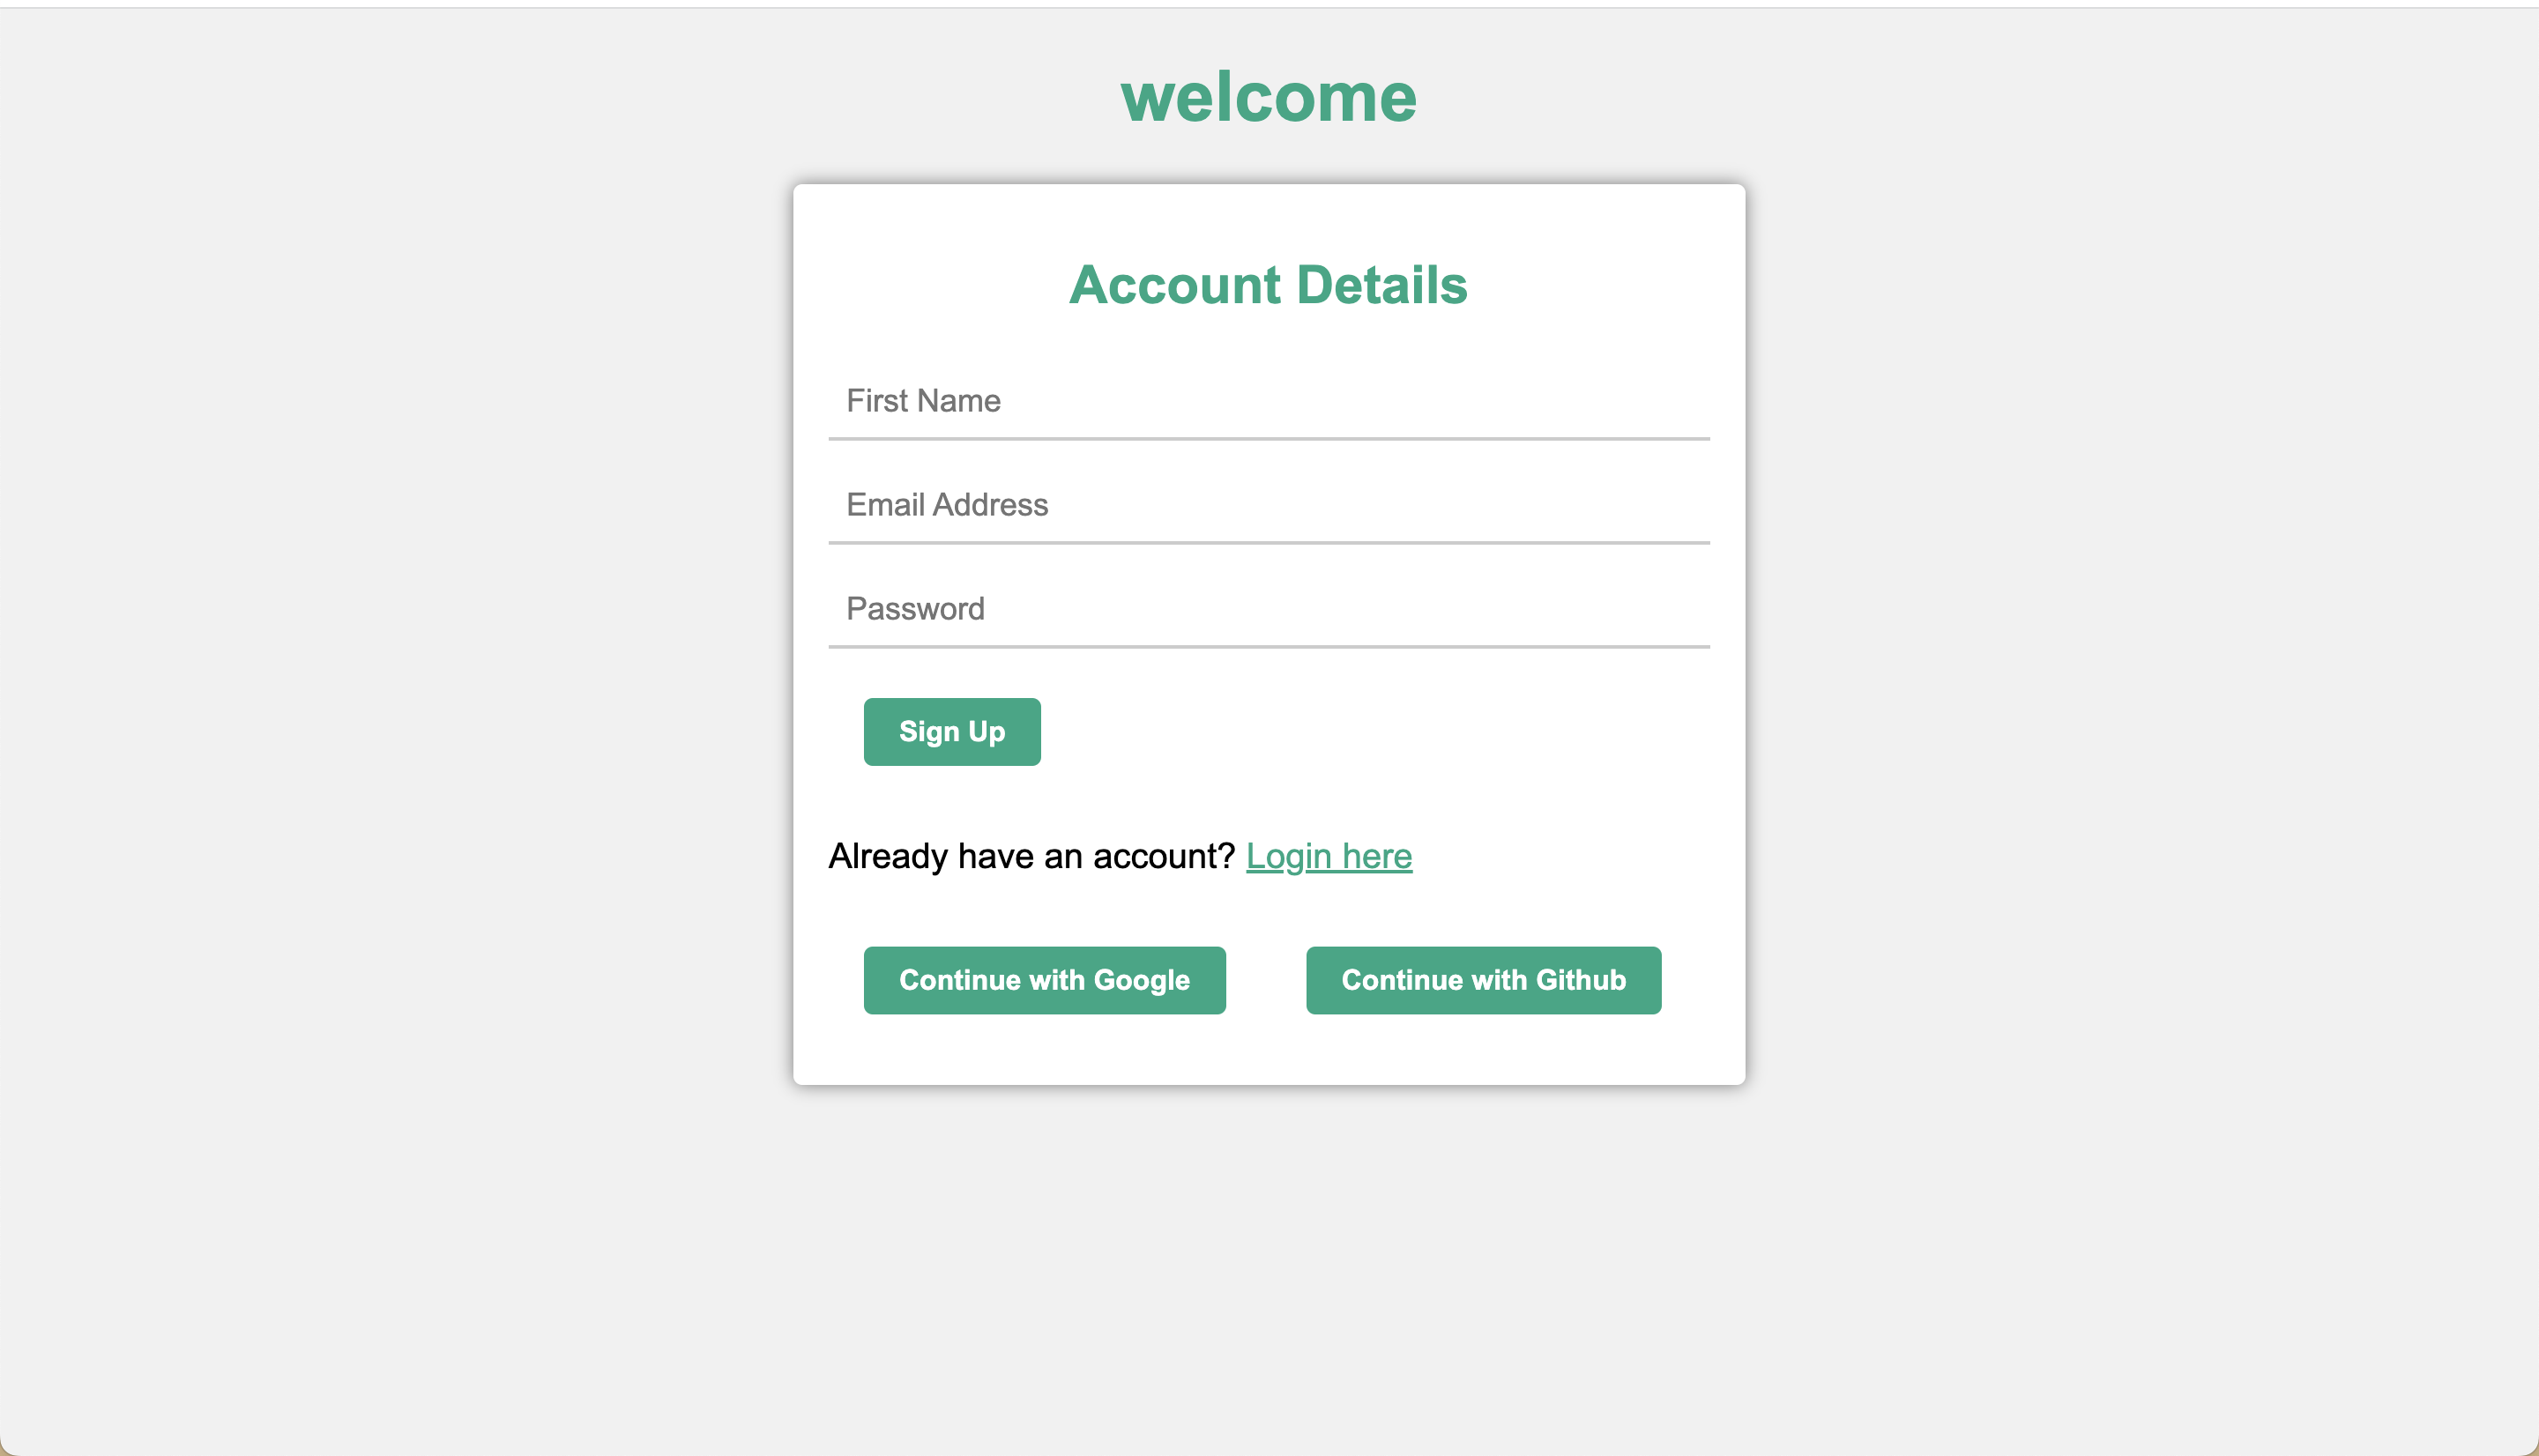 welcome
Account Details
First Name
Email Address
Password
Sign Up
Already have an account? Login here
Continue with Google
Continue with Github